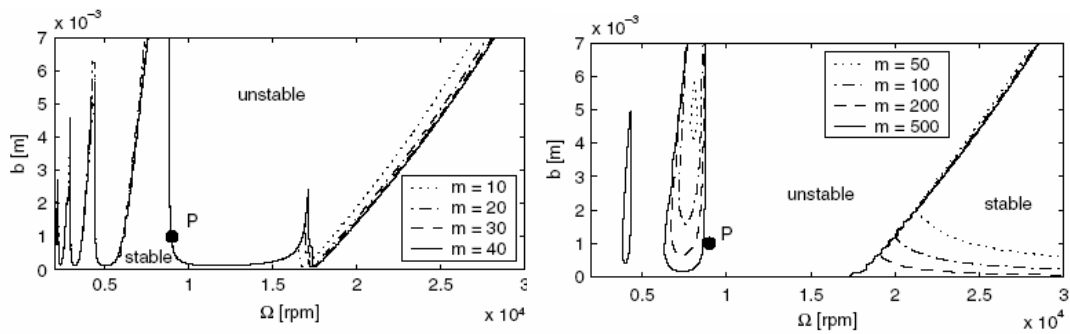 x 10⁻³
7
6
5
4
3
2
1
0
b [m]
unstable
stable
P
m = 10
m = 20
m = 30
m = 40
0.5
1
1.5
2
2.5
3
Ω [rpm]
x 10⁴
x 10⁻³
7
6
5
4
3
2
1
0
b [m]
m = 50
m = 100
m = 200
m = 500
unstable
stable
P
0.5
1
1.5
2
2.5
3
Ω [rpm]
x 10⁴